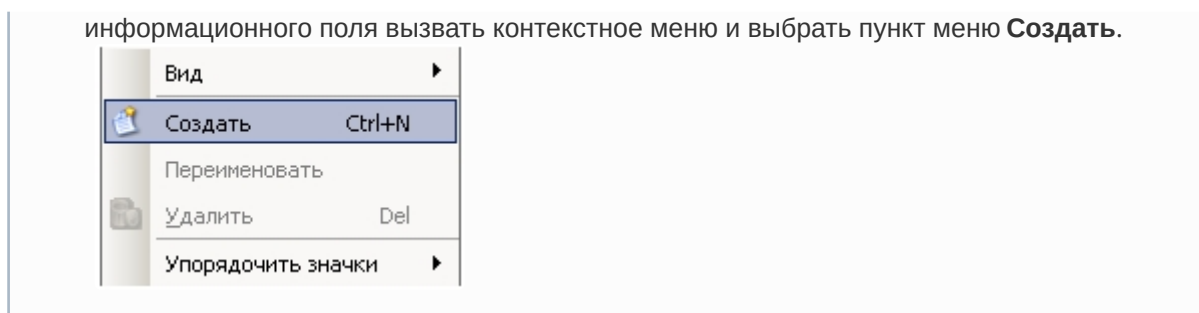 информационного поля вызвать контекстное меню и выбрать пункт меню Создать.
Вид
Создать Ctrl+N
Переименовать
Удалить Del
Упорядочить значки